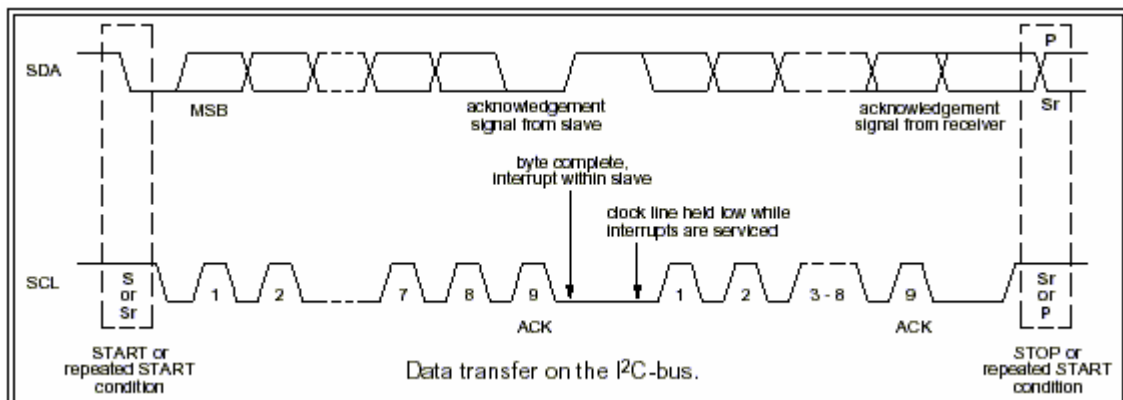 P
SDA
MSB
acknowledgement
signal from slave
acknowledgement
signal from receiver
Sr
byte complete,
interrupt within slave
clock line held low while
interrupts are serviced
SCL
S
or
Sr
1
2
7
8
9
1
2
3 - 8
9
Sr
or
P
ACK
ACK
START or
repeated START
condition
Data transfer on the I²C-bus.
STOP or
repeated START
condition